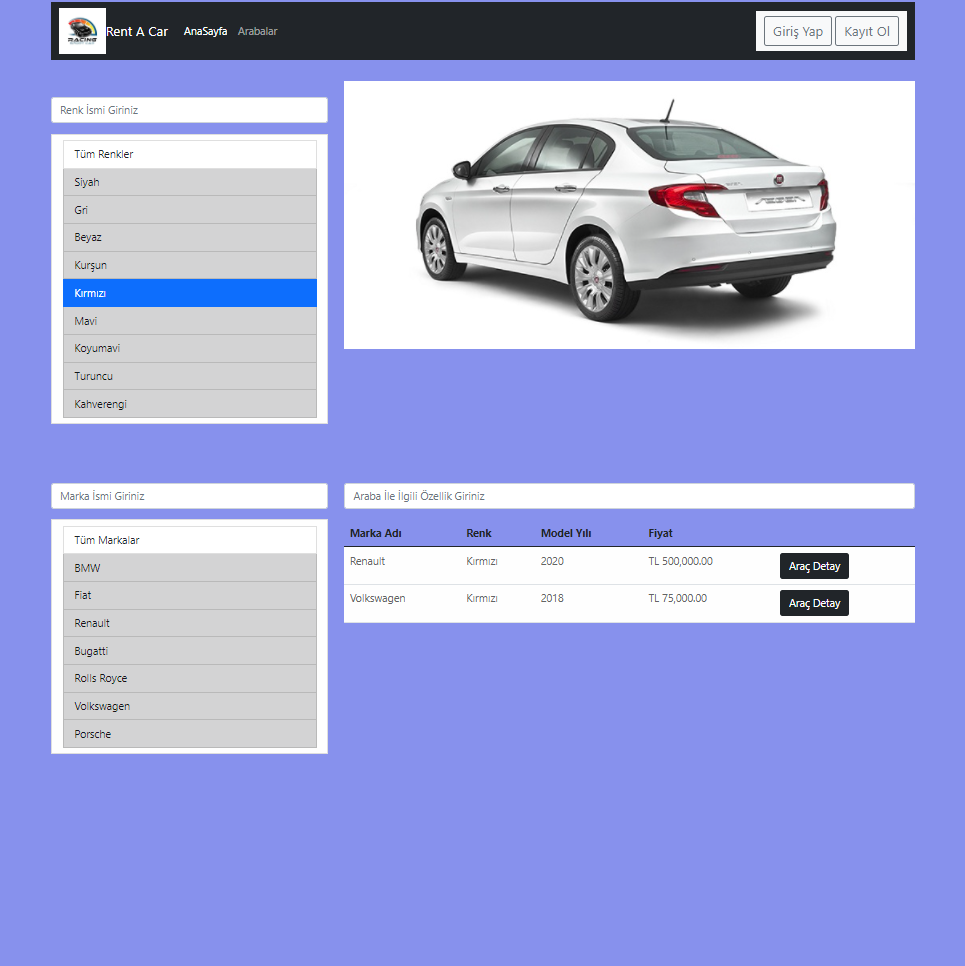 RACING
Rent A Car AnaSayfa Arabalar Giriş Yap Kayıt Ol
Renk İsmi Giriniz
Tüm Renkler
Siyah
Gri
Beyaz
Kurşun
Kırmızı
Mavi
Koyumavi
Turuncu
Kahverengi
Marka İsmi Giriniz
Tüm Markalar
BMW
Fiat
Renault
Bugatti
Rolls Royce
Volkswagen
Porsche
Araba İle İlgili Özellik Giriniz
Marka Adı Renk Model Yılı Fiyat
Renault Kırmızı 2020 TL 500,000.00 Araç Detay
Volkswagen Kırmızı 2018 TL 75,000.00 Araç Detay